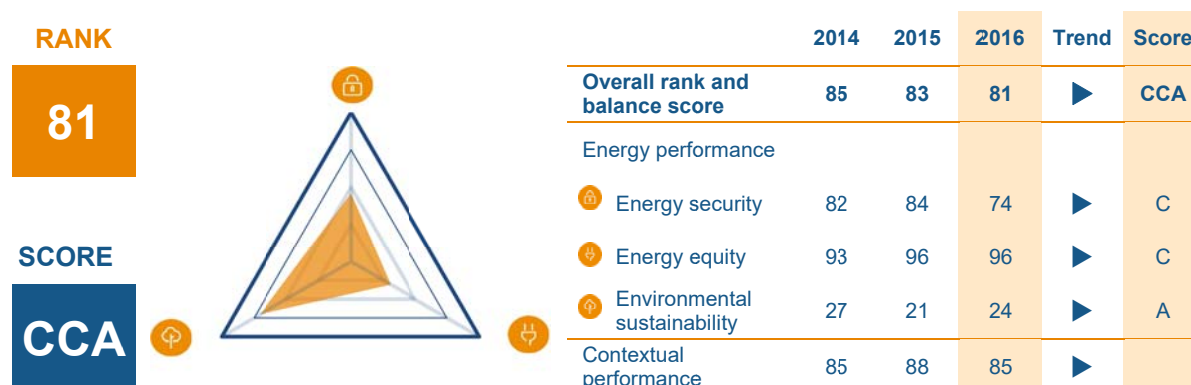 RANK
81
SCORE
CCA
2014 2015 2016 Trend Score
Overall rank and
balance score 85 83 81 CCA
Energy performance
Energy security 82 84 74 C
Energy equity 93 96 96 C
Environmental
sustainability 27 21 24 A
Contextual
performance 85 88 85